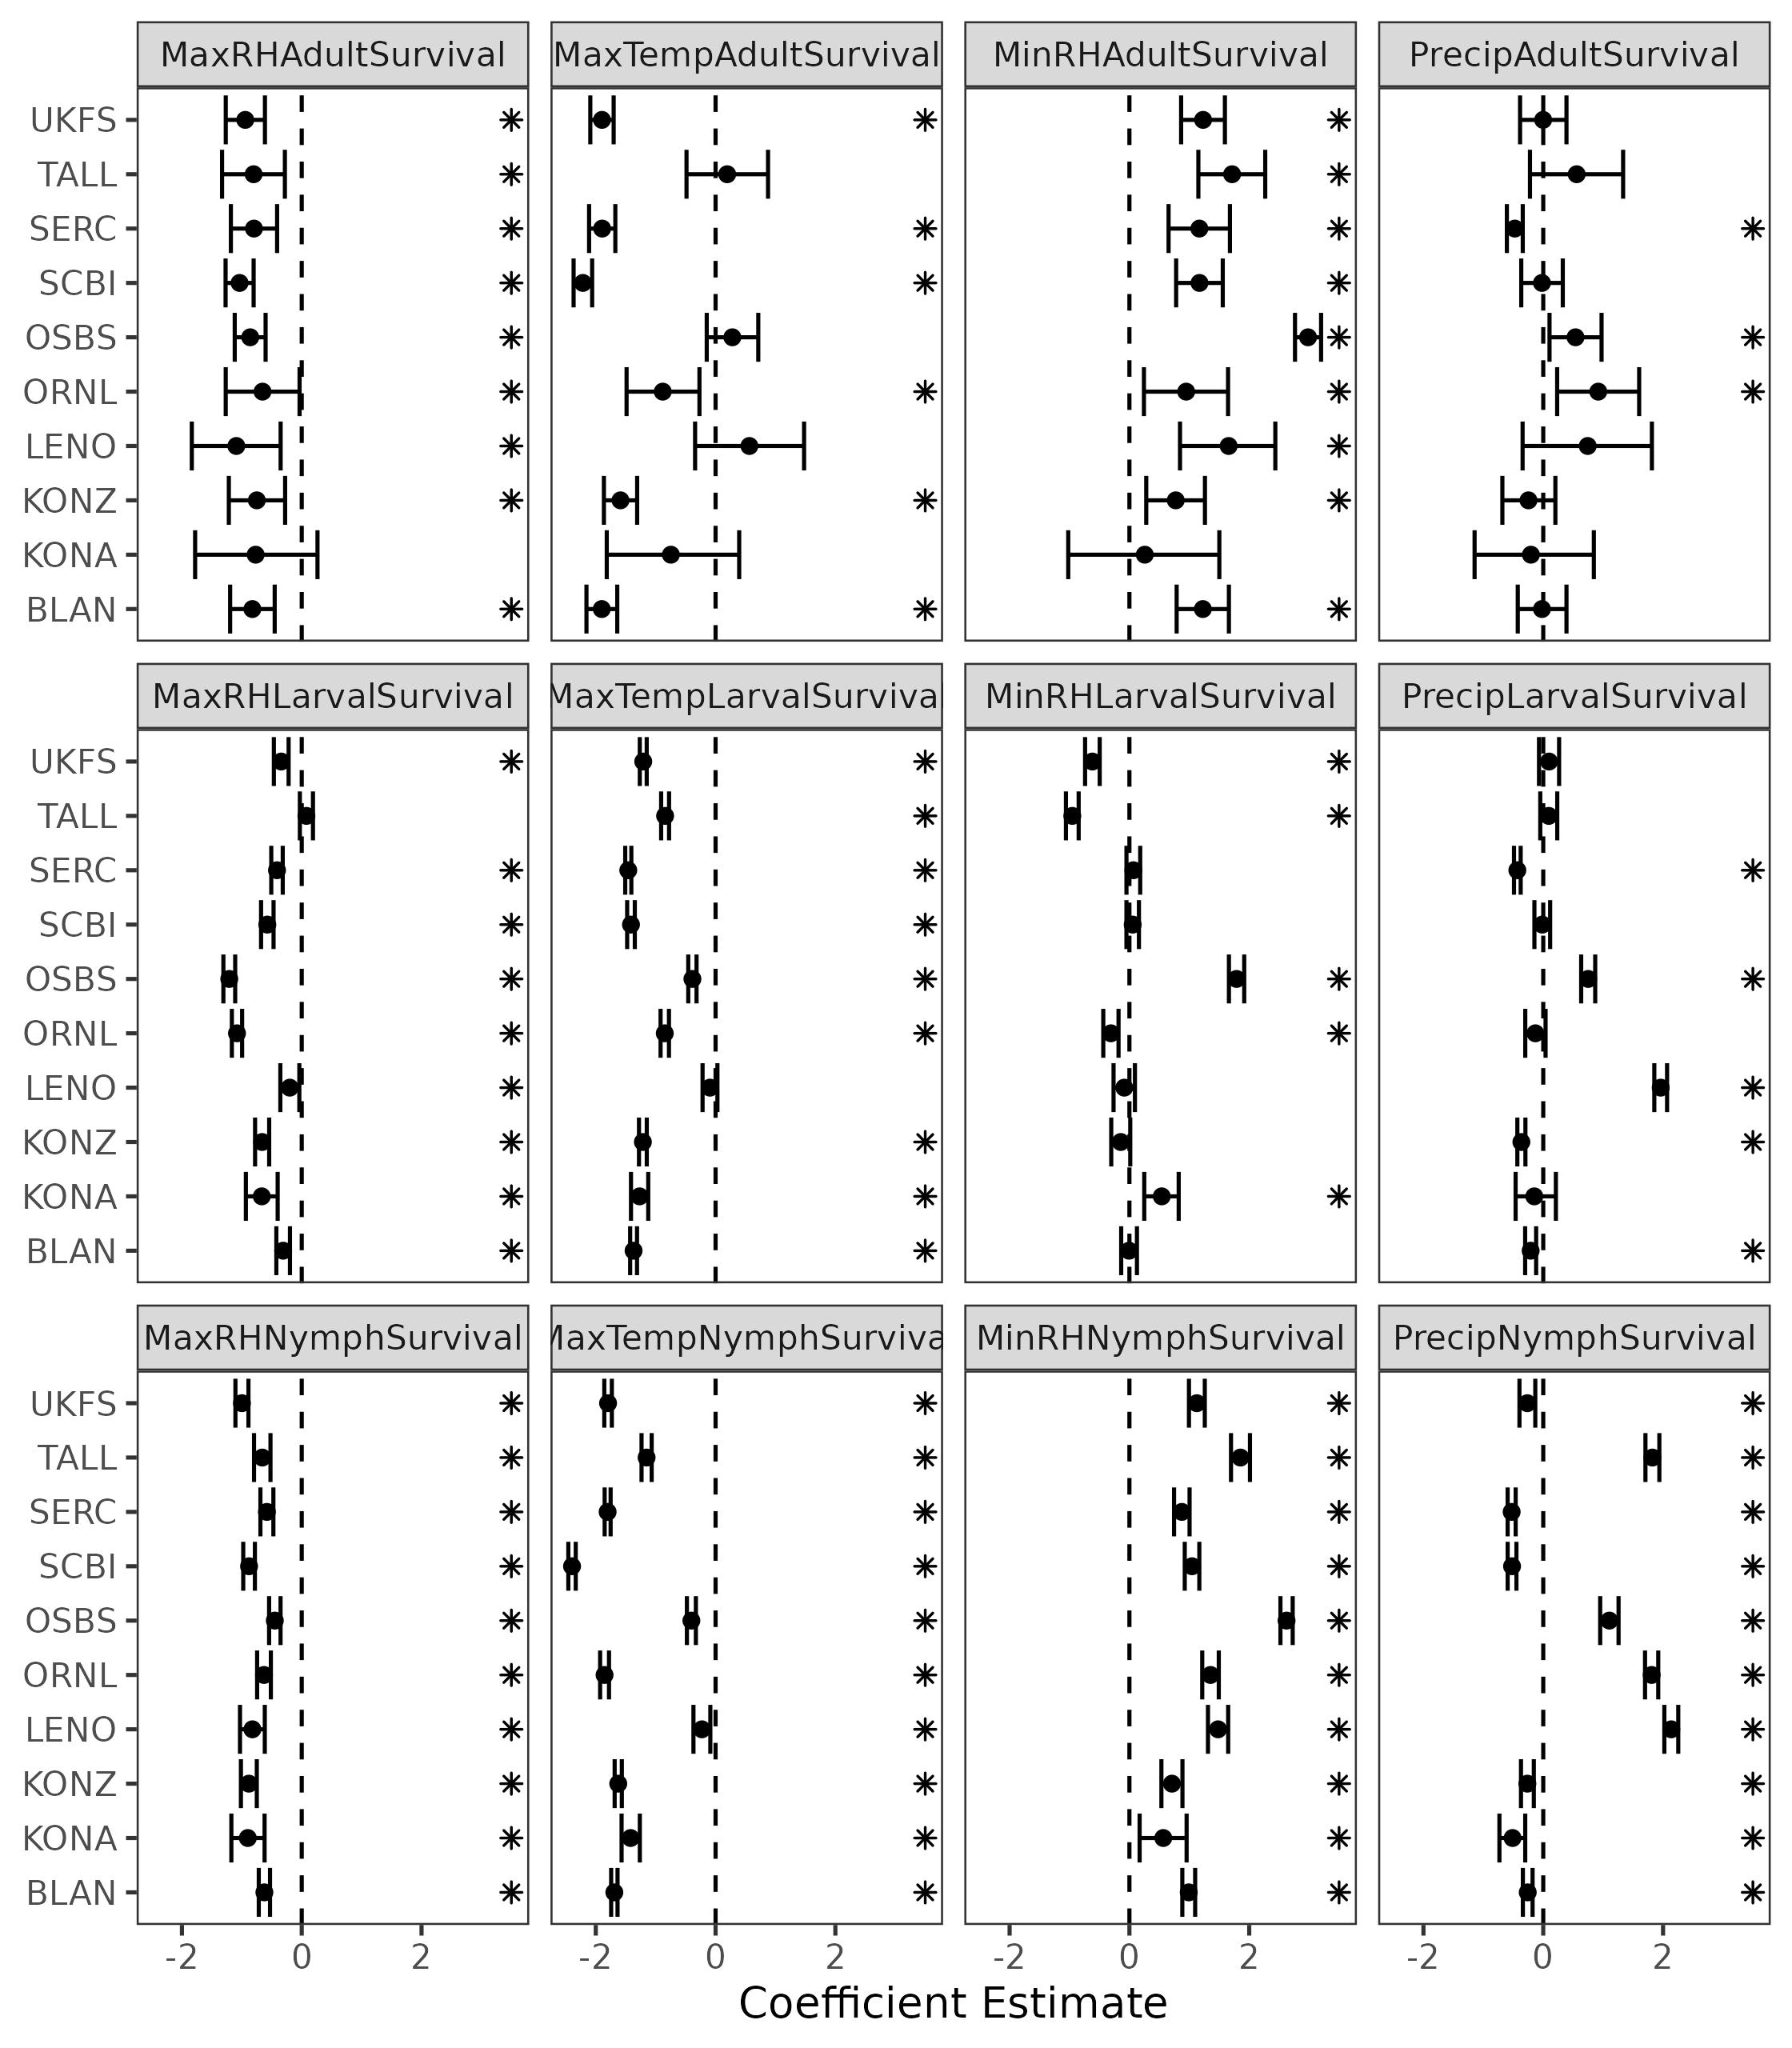 MaxRHAdultSurvival MaxTempAdultSurvival MinRHAdultSurvival PrecipAdultSurvival
UKFS
TALL
SERC
SCBI
OSBS
ORNL
LENO
KONZ
KONA
BLAN
MaxRHLarvalSurvival MaxTempLarvalSurvival MinRHLarvalSurvival PrecipLarvalSurvival
UKFS
TALL
SERC
SCBI
OSBS
ORNL
LENO
KONZ
KONA
BLAN
MaxRHNymphSurvival MaxTempNymphSurviva MinRHNymphSurvival PrecipNymphSurvival
UKFS
TALL
SERC
SCBI
OSBS
ORNL
LENO
KONZ
KONA
BLAN
-2 0 2 -2 0 2 -2 0 2 -2 0 2
Coefficient Estimate